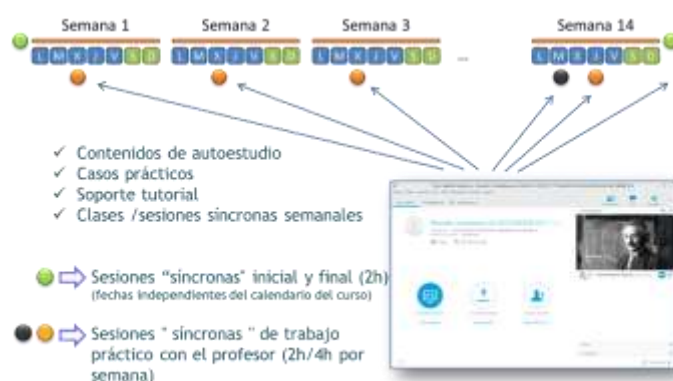 Semana 1
Semana 2
Semana 3
Semana 14
L M X J V S D
L M X J V S D
L M X J V S D
...
L M X J V S D
✓ Contenidos de autoestudio
✓ Casos prácticos
✓ Soporte tutorial
✓ Clases /sesiones síncronas semanales
Sesiones “síncronas" inicial y final (2h)
(fechas independientes del calendario del curso)
Sesiones " síncronas " de trabajo
práctico con el profesor (2h/4h por
semana)